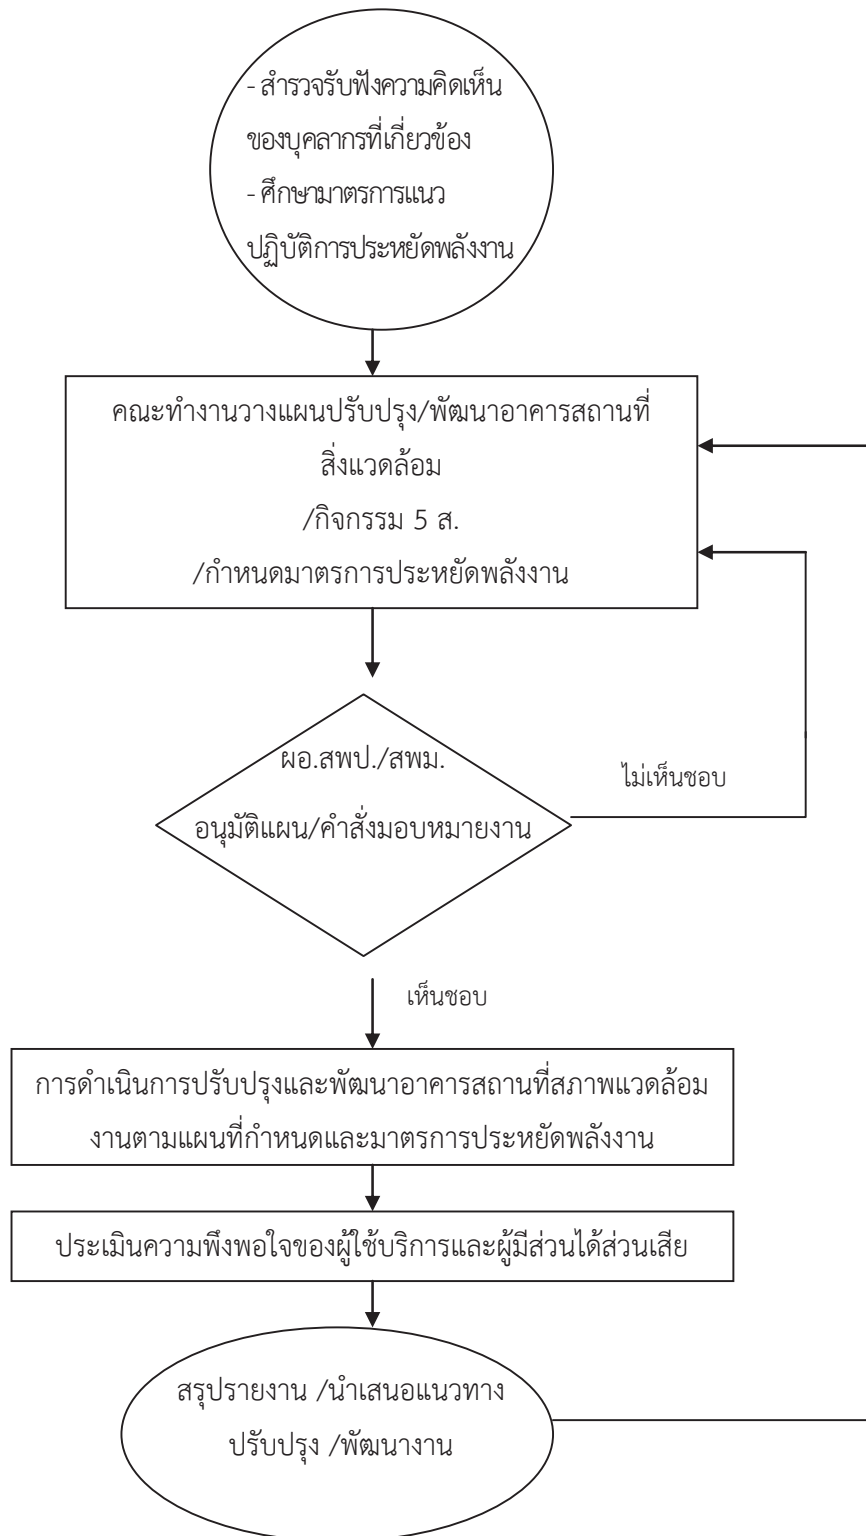 - สำรวจรับฟังความคิดเห็น
ของบุคลากรที่เกี่ยวข้อง
- ศึกษามาตรการแนว
ปฏิบัติการประหยัดพลังงาน
คณะทำงานวางแผนปรับปรุง/พัฒนาอาคารสถานที่
สิ่งแวดล้อม
/กิจกรรม 5 ส.
/กำหนดมาตรการประหยัดพลังงาน
ผอ.สพป./สพม.
อนุมัติแผน/คำสั่งมอบหมายงาน
ไม่เห็นชอบ
เห็นชอบ
การดำเนินการปรับปรุงและพัฒนาอาคารสถานที่สภาพแวดล้อม
งานตามแผนที่กำหนดและมาตรการประหยัดพลังงาน
ประเมินความพึงพอใจของผู้ใช้บริการและผู้มีส่วนได้ส่วนเสีย
สรุปรายงาน /นำเสนอแนวทาง
ปรับปรุง /พัฒนางาน